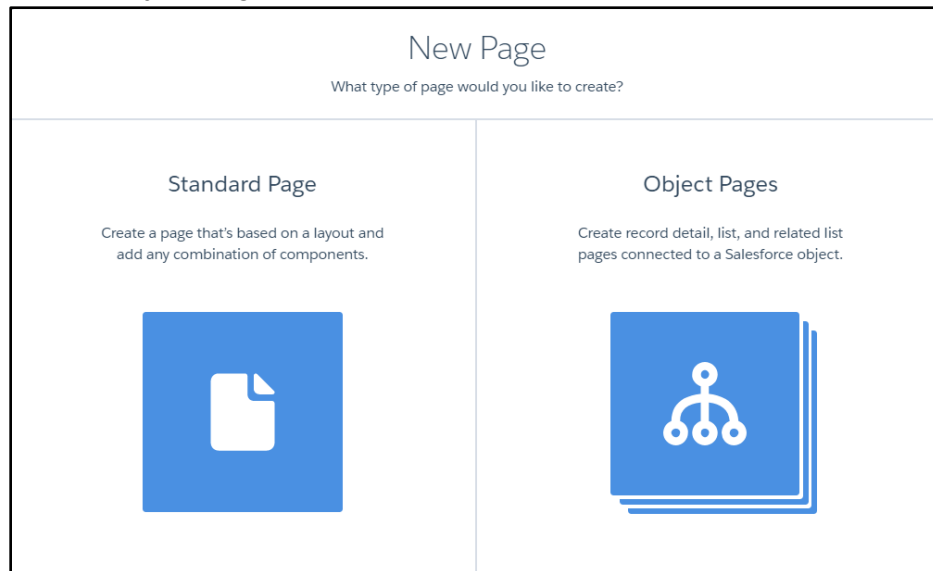 New Page
What type of page would you like to create?
Standard Page
Create a page that's based on a layout and
add any combination of components.
Object Pages
Create record detail, list, and related list
pages connected to a Salesforce object.